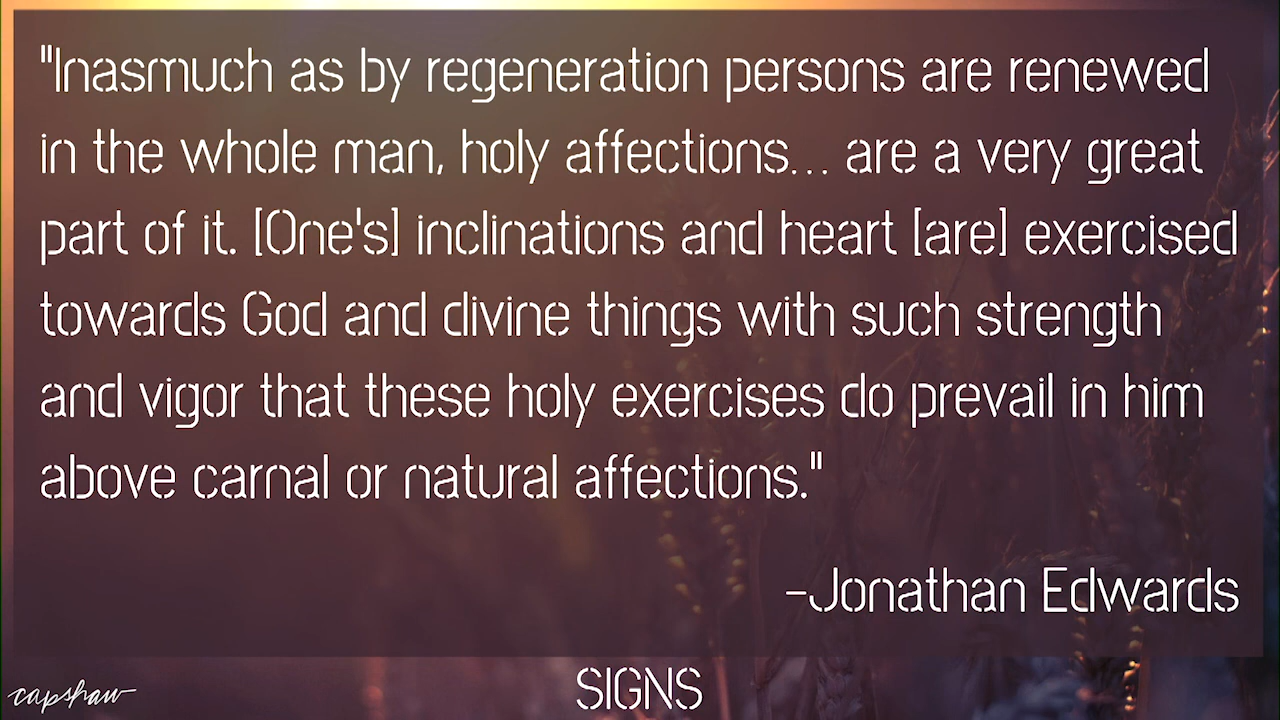 "Inasmuch as by regeneration persons are renewed
in the whole man, holy affections... are a very great
part of it. [One's] inclinations and heart [are] exercised
towards God and divine things with such strength
and vigor that these holy exercises do prevail in him
above carnal or natural affections."
-Jonathan Edwards
SIGNS
capshaw